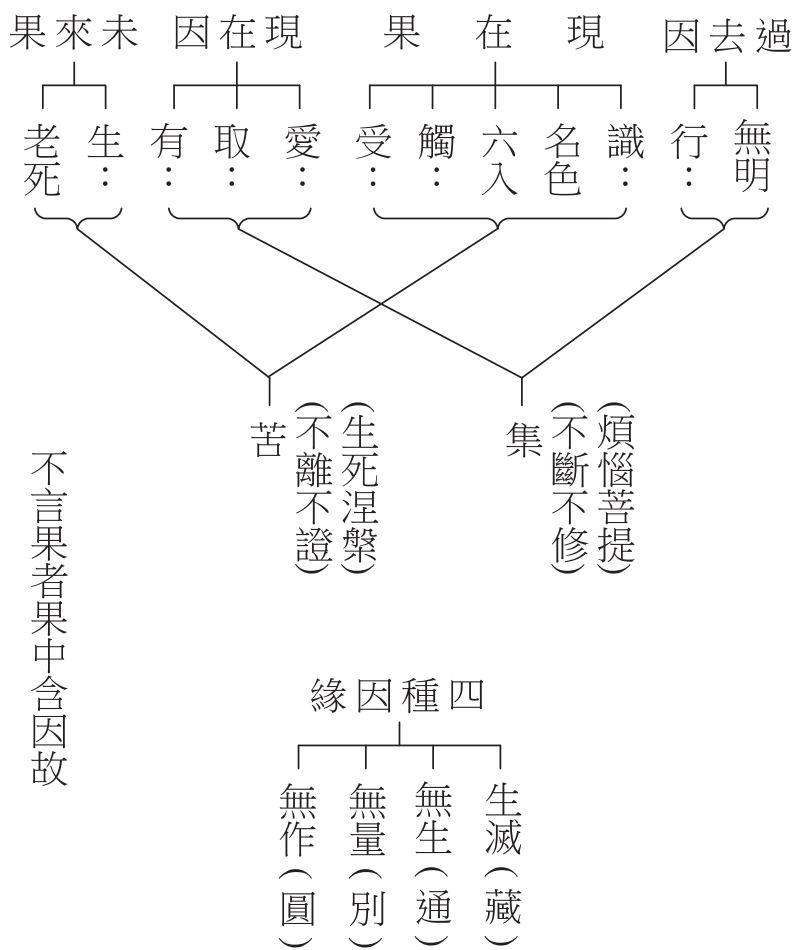 過去因
無明
行：
現在果
識：
名色
六入
觸：
受：
現在因
愛：
取：
有：
未來果
生：
老死
集
(煩惱菩提)
(不斷不修)
苦
(生死涅槃)
(不離不證)
不言果者果中含因故
四種因緣
生滅(藏)
無生(通)
無量(別)
無作(圓)